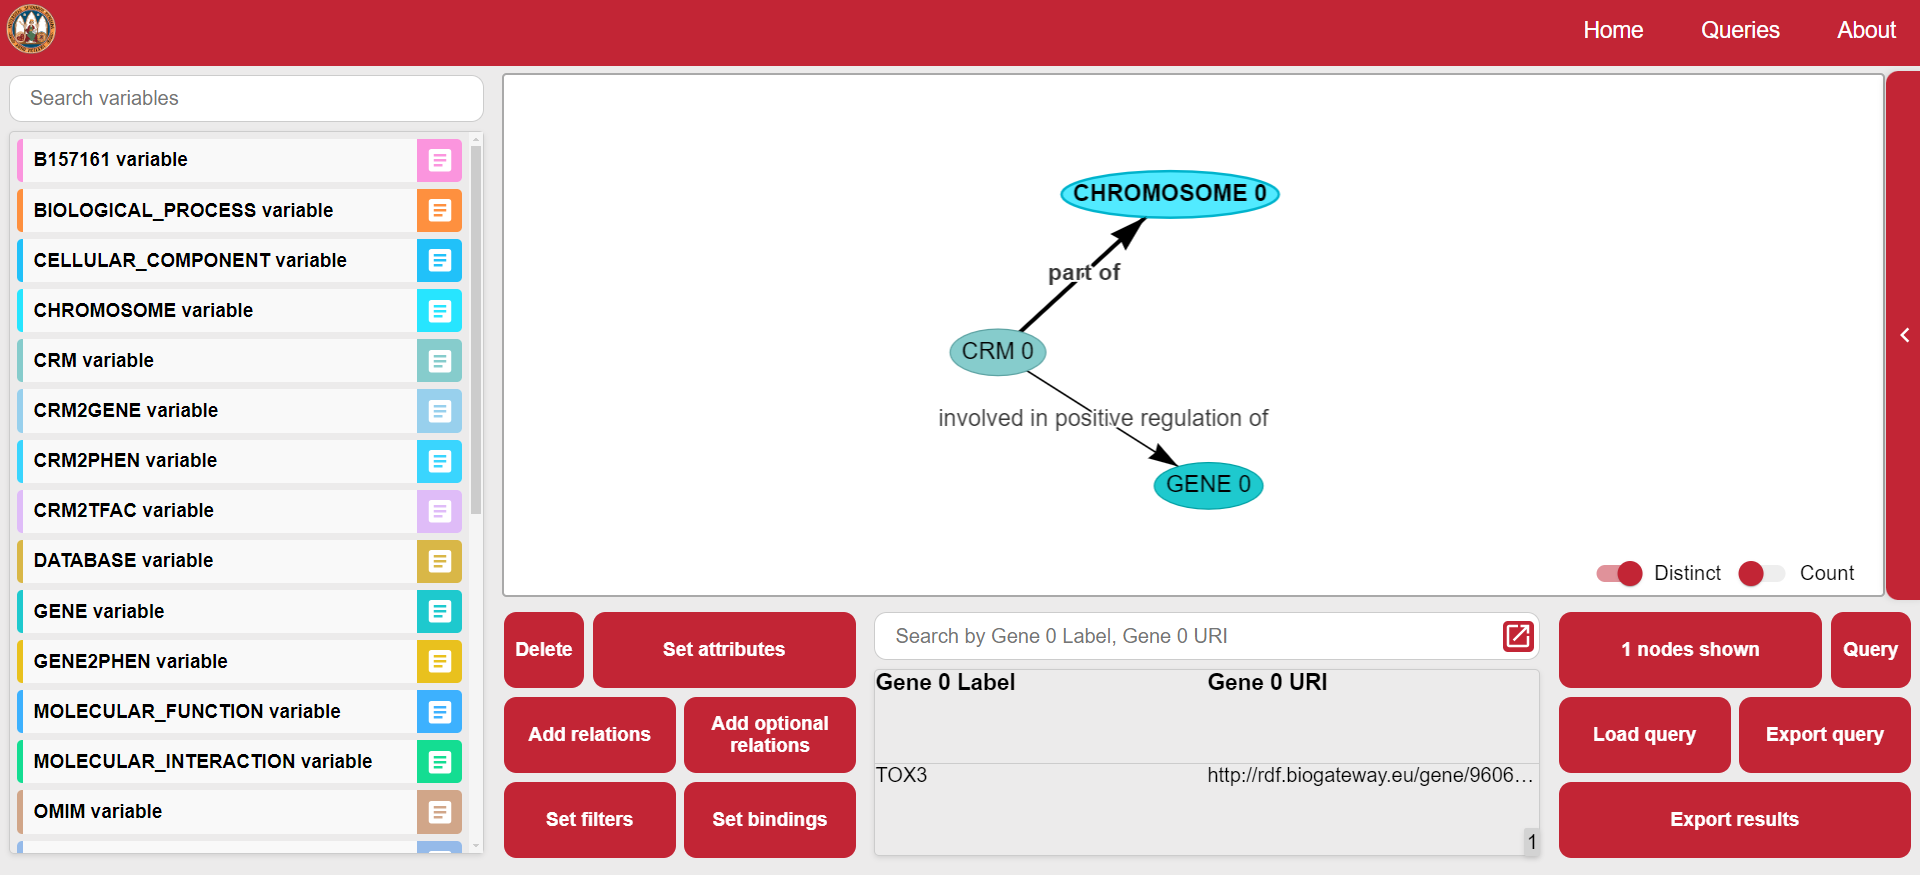 Home Queries About
Search variables
B157161 variable
BIOLOGICAL_PROCESS variable
CELLULAR_COMPONENT variable
CHROMOSOME variable
CRM variable
CRM2GENE variable
CRM2PHEN variable
CRM2TFAC variable
DATABASE variable
GENE variable
GENE2PHEN variable
MOLECULAR_FUNCTION variable
MOLECULAR_INTERACTION variable
OMIM variable
CHROMOSOME 0
part of
CRM 0
involved in positive regulation of
GENE 0
Distinct Count
Delete Set attributes
Add relations
Add optional
relations
Set filters Set bindings
Search by Gene 0 Label, Gene 0 URI
Gene 0 Label Gene 0 URI
TOX3 http://rdf.biogateway.eu/gene/9606...
1
1 nodes shown Query
Load query Export query
Export results